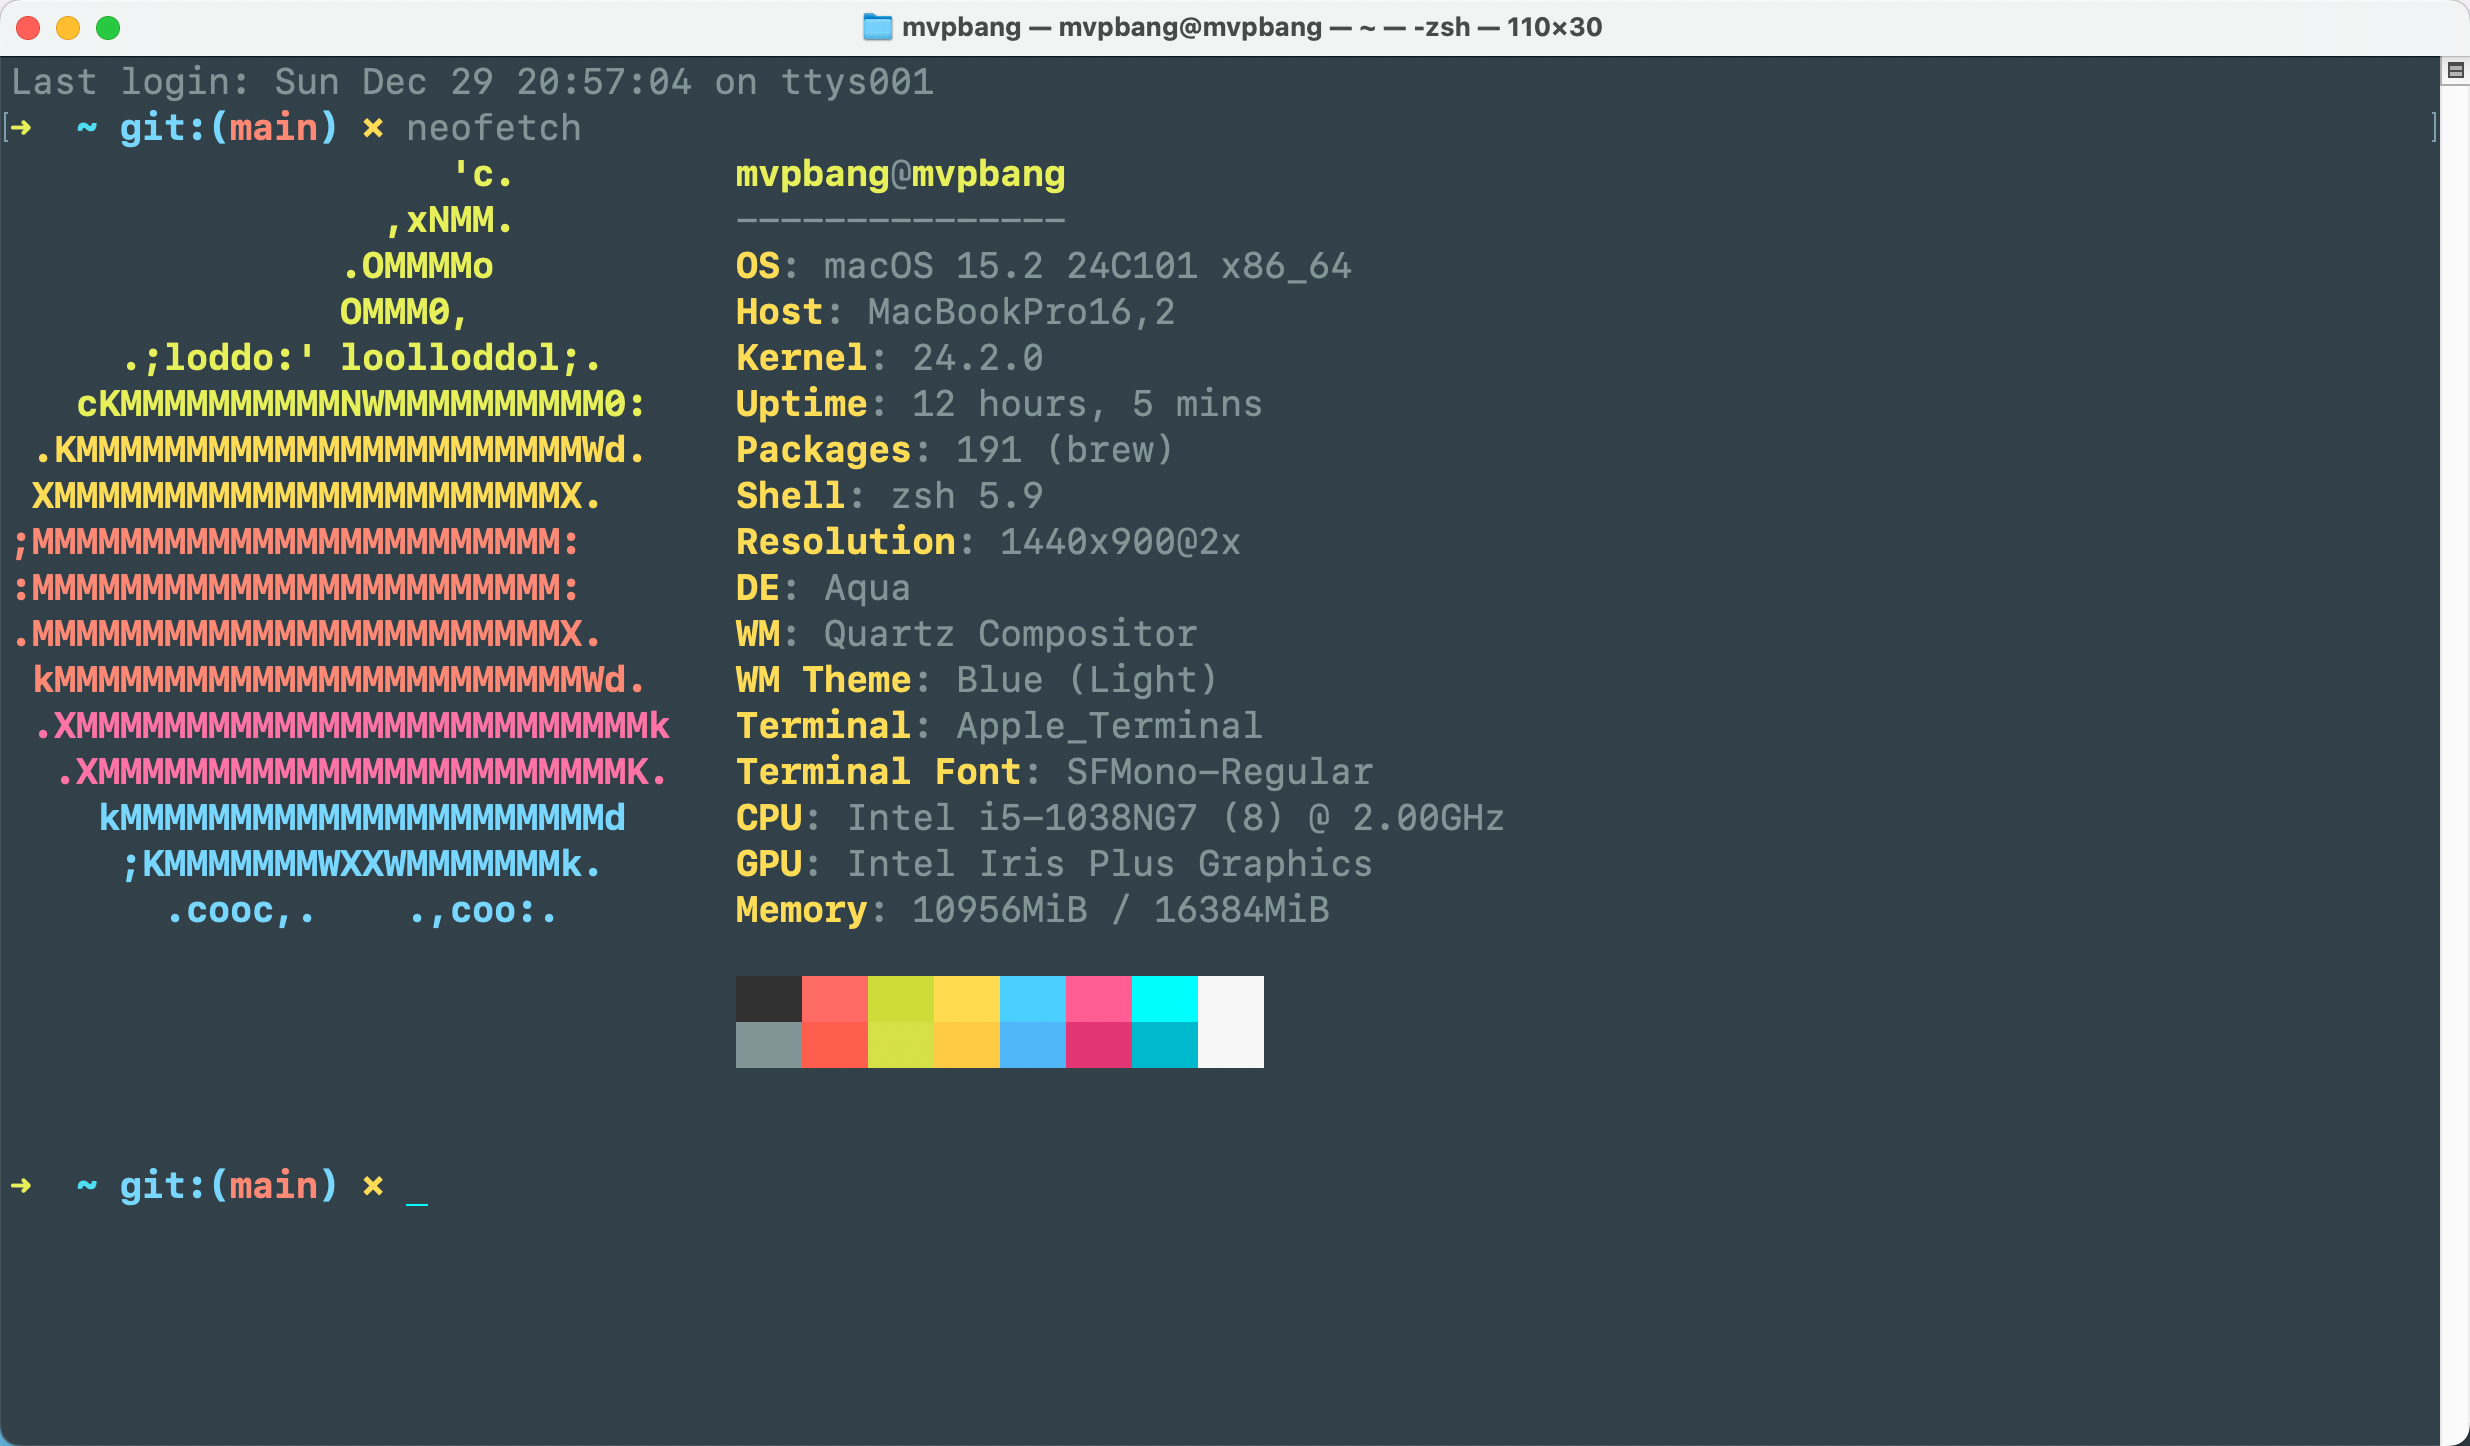 mvpbang — mvpbang@mvpbang — ~ — -zsh — 110×30
Last login: Sun Dec 29 20:57:04 on ttys001
[➜  ~ git:(main) × neofetch ]
                    'c.          mvpbang@mvpbang
                 ,xNMM.          ---------------
               .OMMMMo           OS: macOS 15.2 24C101 x86_64
               OMMM0,            Host: MacBookPro16,2
     .;loddo:' loolloddol;.      Kernel: 24.2.0
   cKMMMMMMMMMMNWMMMMMMMMMM0:    Uptime: 12 hours, 5 mins
 .KMMMMMMMMMMMMMMMMMMMMMMMWd.    Packages: 191 (brew)
 XMMMMMMMMMMMMMMMMMMMMMMMX.      Shell: zsh 5.9
;MMMMMMMMMMMMMMMMMMMMMMMM:       Resolution: 1440x900@2x
:MMMMMMMMMMMMMMMMMMMMMMMM:       DE: Aqua
.MMMMMMMMMMMMMMMMMMMMMMMMX.      WM: Quartz Compositor
 kMMMMMMMMMMMMMMMMMMMMMMMMWd.    WM Theme: Blue (Light)
 .XMMMMMMMMMMMMMMMMMMMMMMMMMMk   Terminal: Apple_Terminal
  .XMMMMMMMMMMMMMMMMMMMMMMMMK.   Terminal Font: SFMono-Regular
    kMMMMMMMMMMMMMMMMMMMMMMd     CPU: Intel i5-1038NG7 (8) @ 2.00GHz
     ;KMMMMMMMWXXWMMMMMMMk.      GPU: Intel Iris Plus Graphics
       .cooc,.    .,coo:.        Memory: 10956MiB / 16384MiB
➜  ~ git:(main) × _